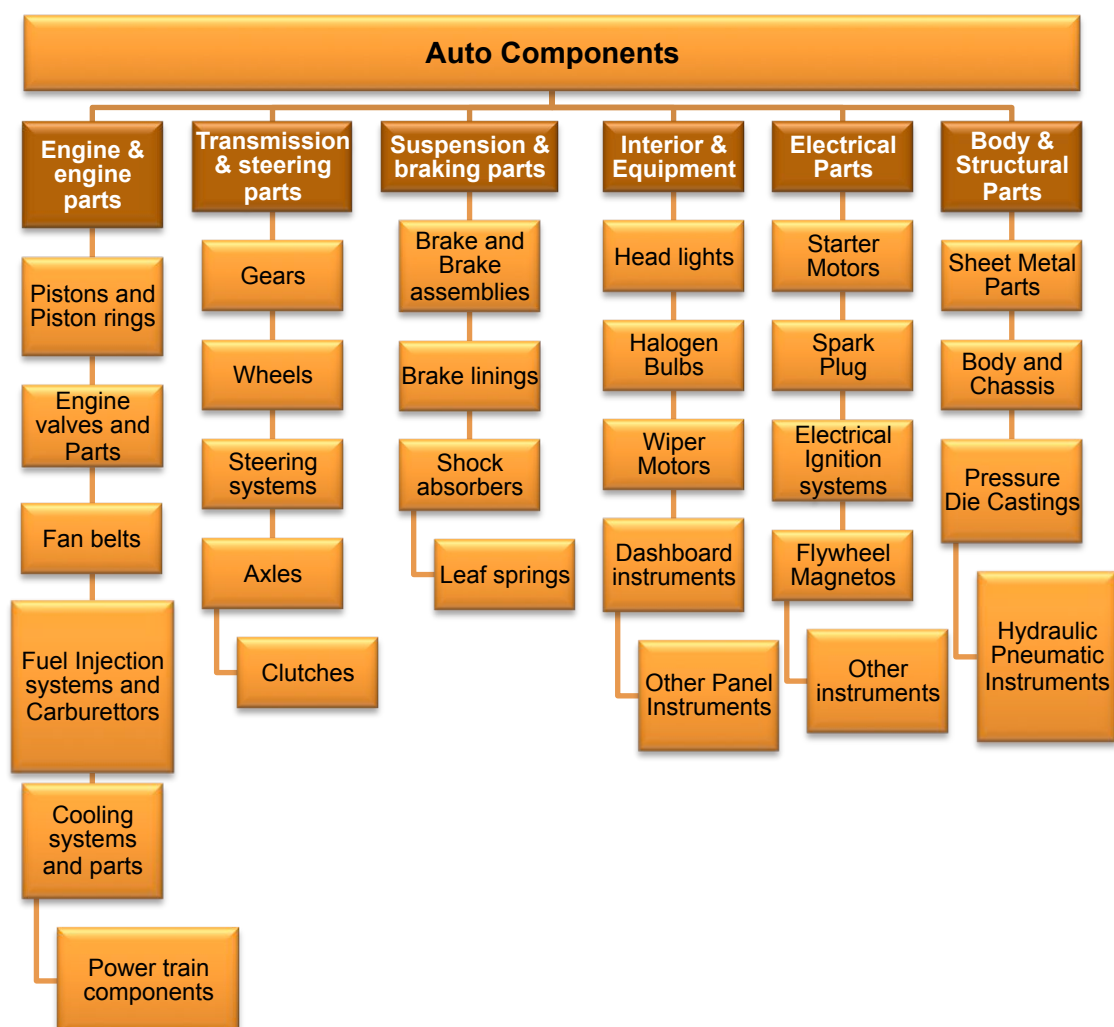 Auto Components
Engine &
engine
parts
Pistons and
Piston rings
Engine
valves and
Parts
Fan belts
Fuel Injection
systems and
Carburettors
Cooling
systems
and parts
Power train
components
Transmission
& steering
parts
Gears
Wheels
Steering
systems
Axles
Clutches
Suspension &
braking parts
Brake and
Brake
assemblies
Brake linings
Shock
absorbers
Leaf springs
Interior &
Equipment
Head lights
Halogen
Bulbs
Wiper
Motors
Dashboard
instruments
Other Panel
Instruments
Electrical
Parts
Starter
Motors
Spark
Plug
Electrical
Ignition
systems
Flywheel
Magnetos
Other
instruments
Body &
Structural
Parts
Sheet Metal
Parts
Body and
Chassis
Pressure
Die Castings
Hydraulic
Pneumatic
Instruments